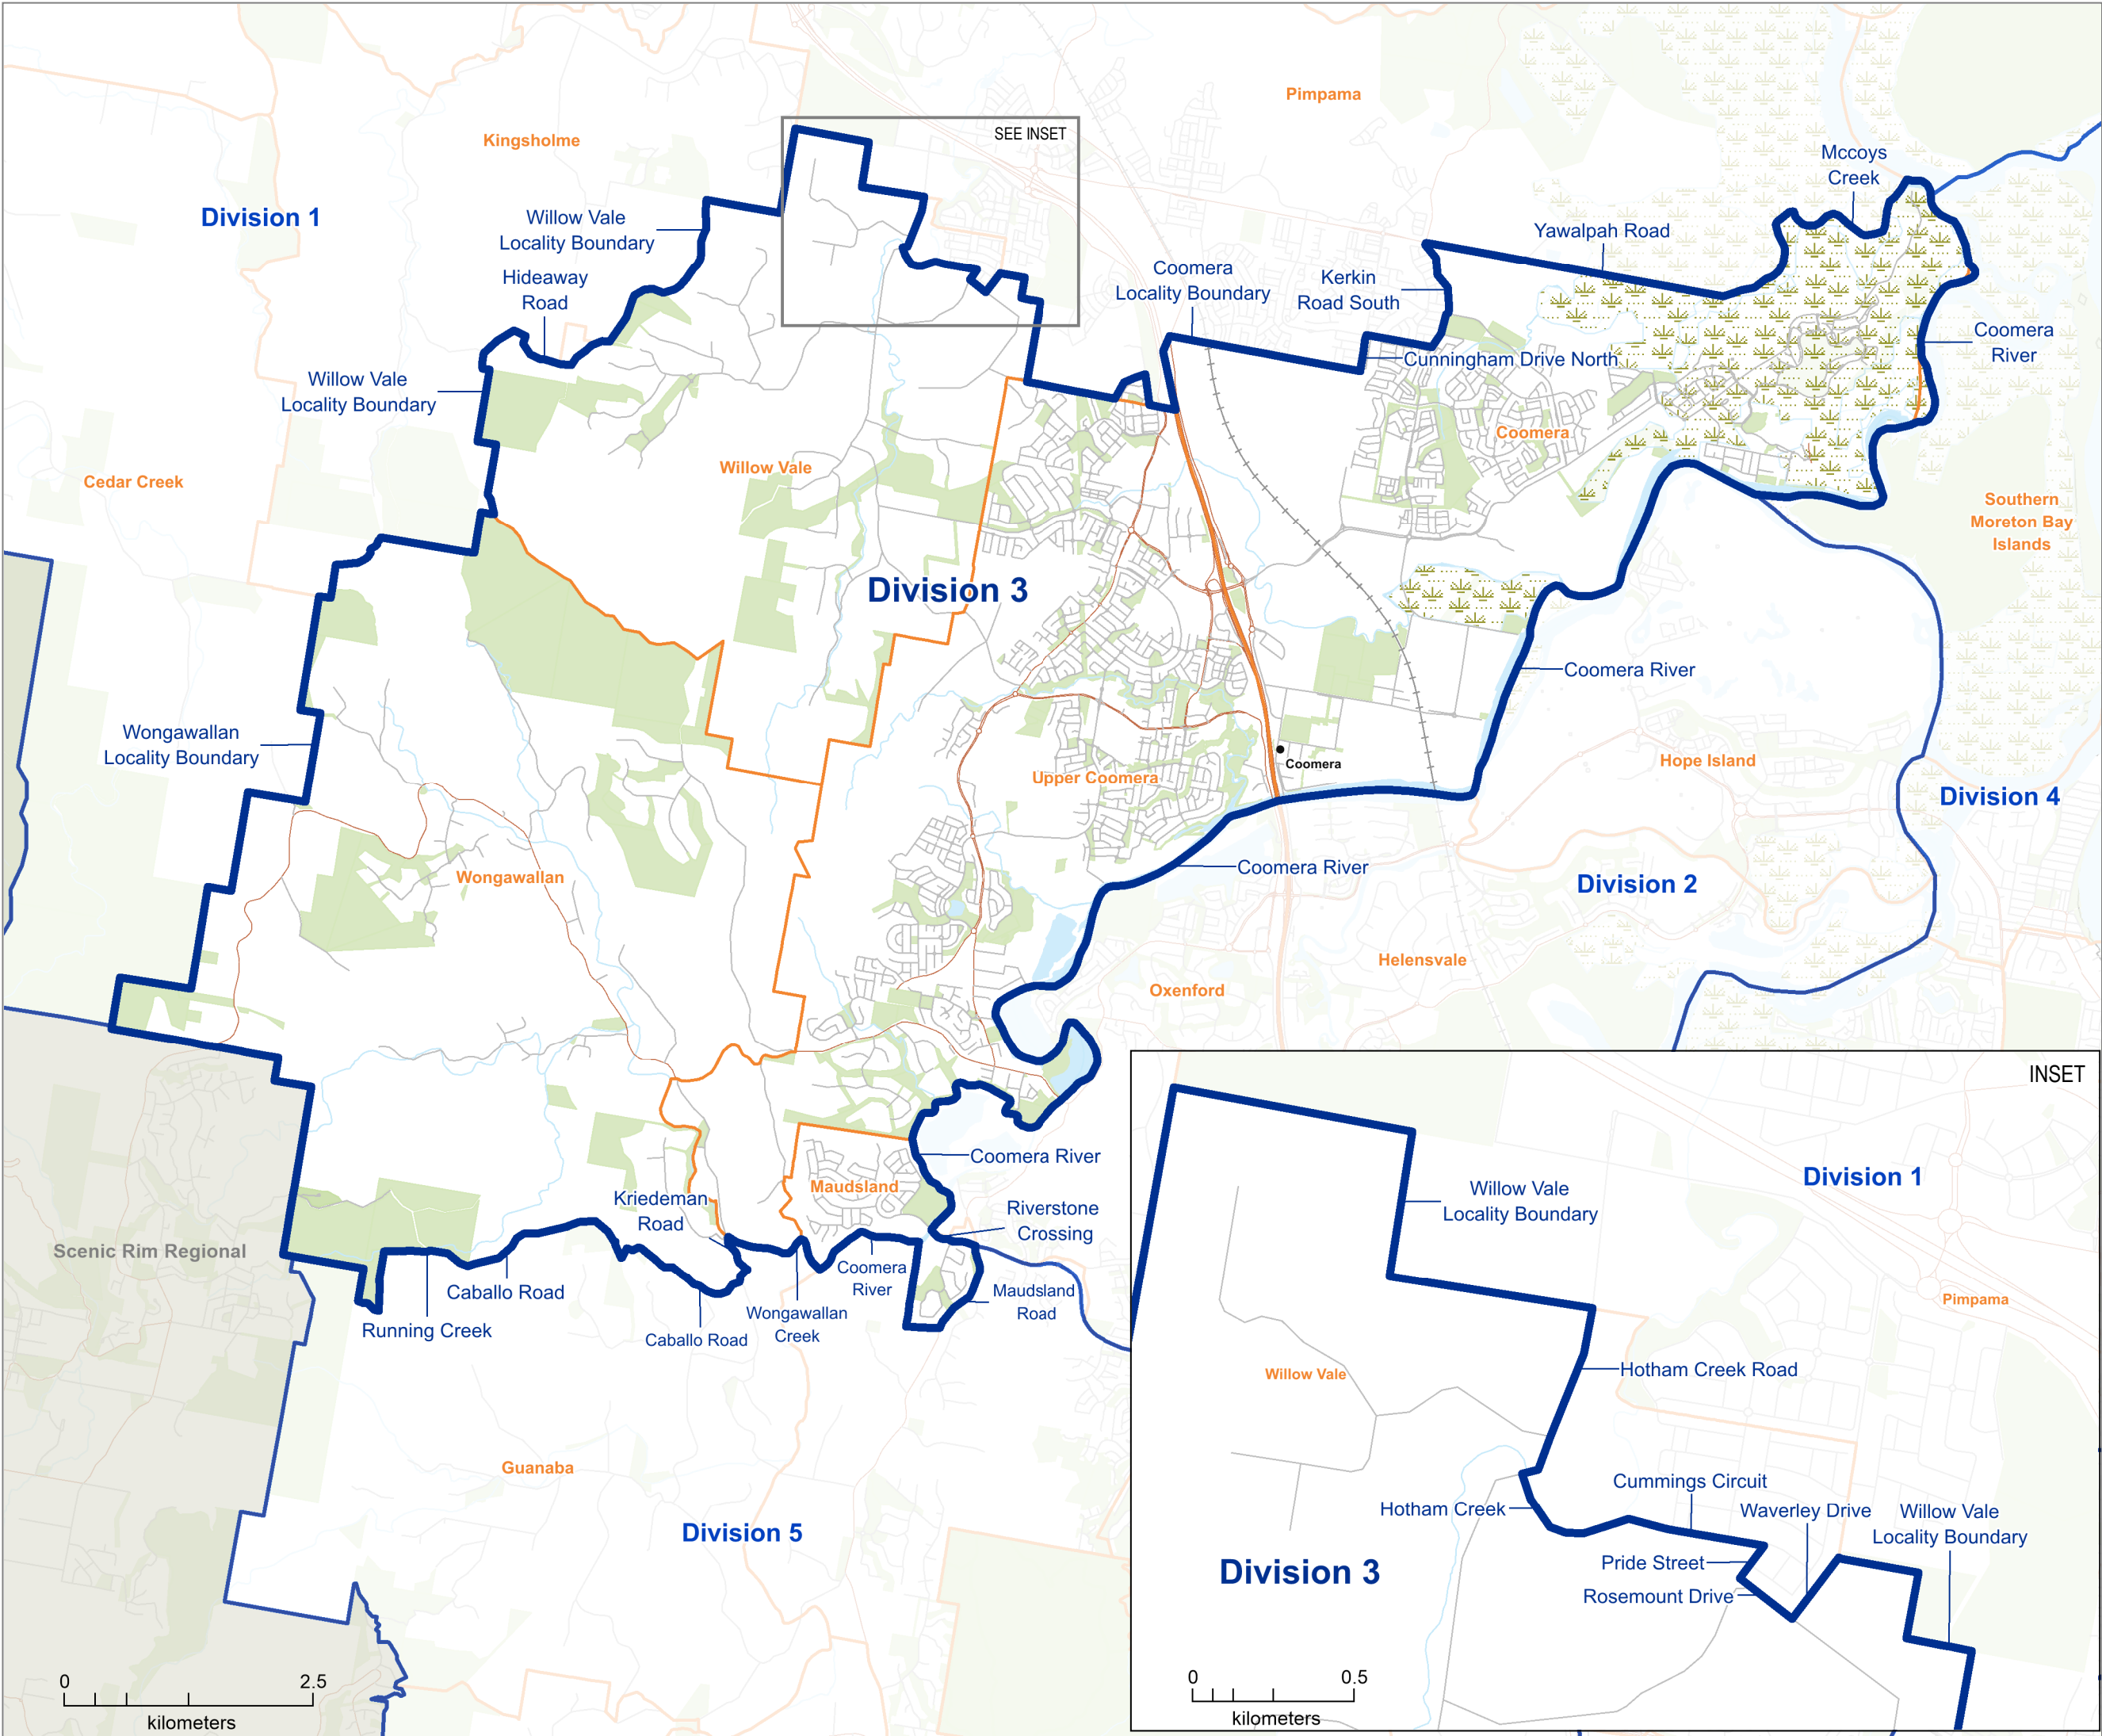 Pimpama
SEE INSET
Kingsholme
Mccoys
Creek
Division 1
Willow Vale
Locality Boundary
Yawalpah Road
Hideaway
Road
Coomera
Locality Boundary
Kerkin
Road South
Coomera
River
Cunningham Drive North
Willow Vale
Locality Boundary
Coomera
Willow Vale
Cedar Creek
Southern
Moreton Bay
Islands
Division 3
Coomera River
Wongawallan
Locality Boundary
Hope Island
Coomera
Upper Coomera
Division 4
Coomera River
Wongawallan
Division 2
Helensvale
Oxenford
Coomera River
Maudsland
Kriedeman
Road
Riverstone
Crossing
Scenic Rim Regional
Coomera
River
Caballo Road
Maudsland
Road
Wongawallan
Creek
Running Creek
Caballo Road
Guanaba
Division 5
0 2.5
kilometers
INSET
Division 1
Willow Vale
Locality Boundary
Pimpama
Hotham Creek Road
Willow Vale
Cummings Circuit
Hotham Creek
Waverley Drive
Willow Vale
Locality Boundary
Pride Street
Division 3
Rosemount Drive
0 0.5
kilometers